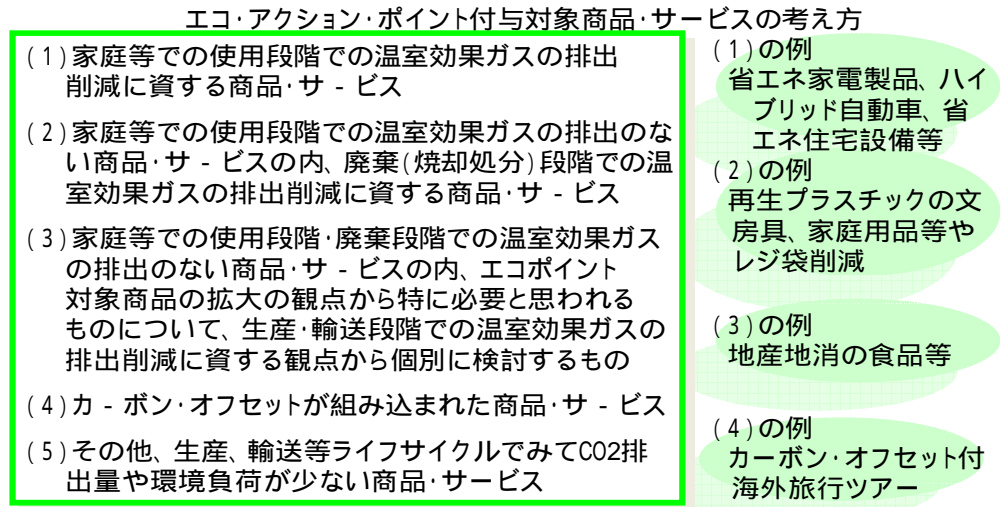 エコ・アクション・ポイント付与対象商品・サービスの考え方
(1)家庭等での使用段階での温室効果ガスの排出
削減に資する商品・サ-ビス
(2)家庭等での使用段階での温室効果ガスの排出のな
い商品・サ-ビスの内、廃棄(焼却処分)段階での温
室効果ガスの排出削減に資する商品・サ-ビス
(3)家庭等での使用段階・廃棄段階での温室効果ガス
の排出のない商品・サ-ビスの内、エコポイント
対象商品の拡大の観点から特に必要と思われる
ものについて、生産・輸送段階での温室効果ガスの
排出削減に資する観点から個別に検討するもの
(4)カ-ボン・オフセットが組み込まれた商品・サ-ビス
(5)その他、生産、輸送等ライフサイクルでみてCO2排
出量や環境負荷が少ない商品・サービス
(1)の例
省エネ家電製品、ハイ
ブリッド自動車、省
エネ住宅設備等
(2)の例
再生プラスチックの文
房具、家庭用品等や
レジ袋削減
(3)の例
地産地消の食品等
(4)の例
カーボン・オフセット付
海外旅行ツアー